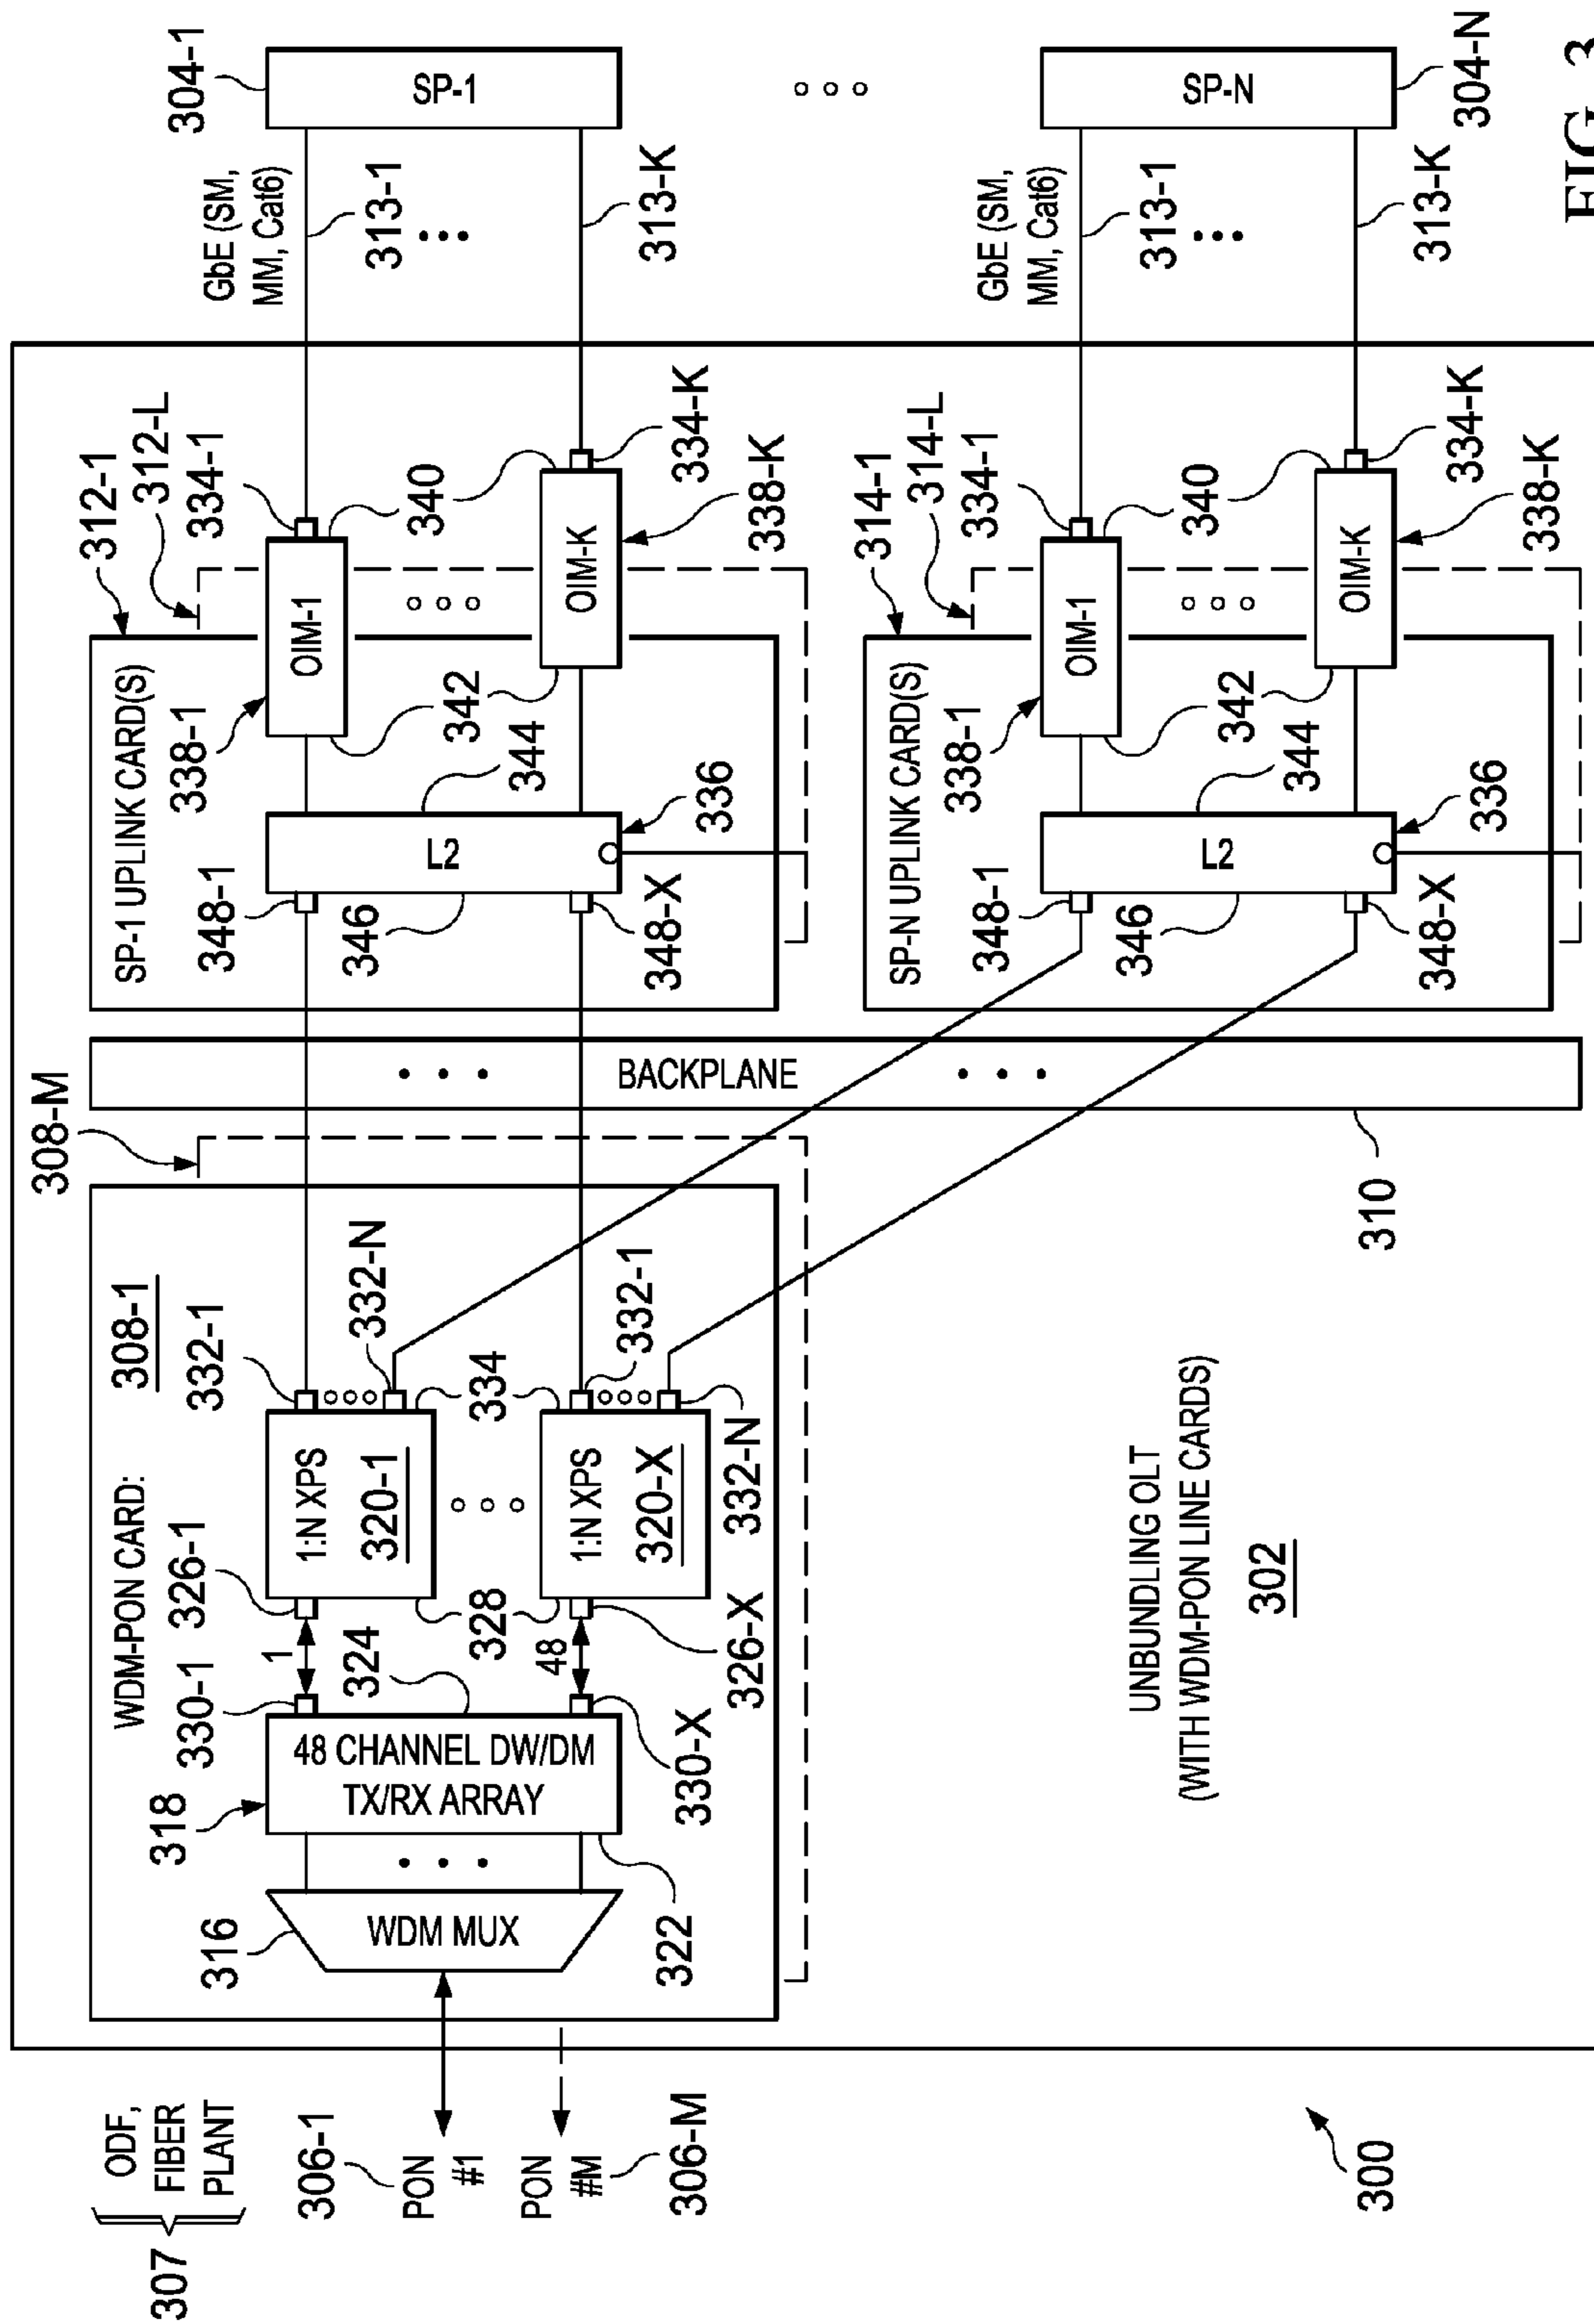 307
ODF,
FIBER
PLANT
306-1
PON
#1
PON
#M
306-M
300
308-M
WDM-PON CARD:
308-1
316
WDM MUX
318
48 CHANNEL DW/DM
TX/RX ARRAY
322
324
330-1
330-X
1
48
326-1
326-X
328
1:N XPS
320-1
1:N XPS
320-X
332-1
332-N
334
332-1
332-N
UNBUNDLING OLT
(WITH WDM-PON LINE CARDS)
302
BACKPLANE
310
SP-1 UPLINK CARD(S)
312-1
312-L
348-1
346
348-X
L2
344
336
338-1
342
OIM-1
OIM-K
340
334-1
334-K
338-K
GbE (SM,
MM, Cat6)
313-1
313-K
304-1
SP-1
SP-N UPLINK CARD(S)
314-1
314-L
348-1
346
348-X
L2
344
336
338-1
342
OIM-1
OIM-K
340
334-1
334-K
338-K
GbE (SM,
MM, Cat6)
313-1
313-K
SP-N
304-N
FIG. 3